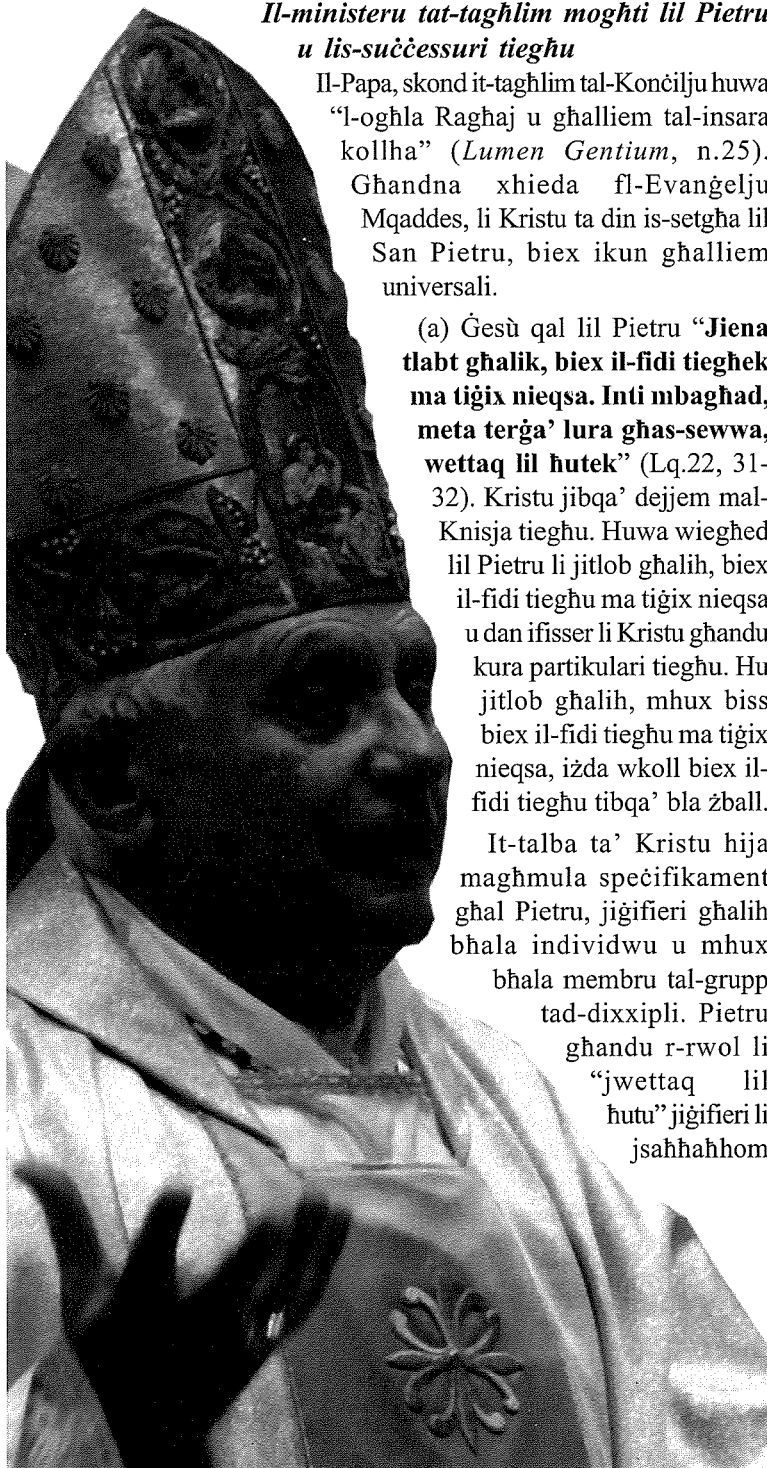 Il-ministeru tat-tagħlim mogħti lil Pietru
u lis-suċċessuri tiegħu
Il-Papa, skond it-tagħlim tal-Konċilju huwa
“l-ogħla Ragħaj u għalliem tal-insara
kollha” (Lumen Gentium, n.25).
Għandna xhieda fl-Evanġelju
Mqaddes, li Kristu ta din is-setgħa lil
San Pietru, biex ikun għalliem
universali.
(a) Ġesù qal lil Pietru “Jiena
tlabt għalik, biex il-fidi tiegħek
ma tiġix nieqsa. Inti mbagħad,
meta terġa’ lura għas-sewwa,
wettaq lil ħutek” (Lq.22, 31-
32). Kristu jibqa’ dejjem mal-
Knisja tiegħu. Huwa wiegħed
lil Pietru li jitlob għalih, biex
il-fidi tiegħu ma tiġix nieqsa
u dan ifisser li Kristu għandu
kura partikulari tiegħu. Hu
jitlob għalih, mhux biss
biex il-fidi tiegħu ma tiġix
nieqsa, iżda wkoll biex il-
fidi tiegħu tibqa’ bla żball.
It-talba ta’ Kristu hija
magħmula speċifikament
għal Pietru, jiġifieri għalih
bħala individwu u mhux
bħala membru tal-grupp
tad-dixxipli. Pietru
għandu r-rwol li
“jwettaq lil
ħutu” jiġifieri li
jsaħħaħhom